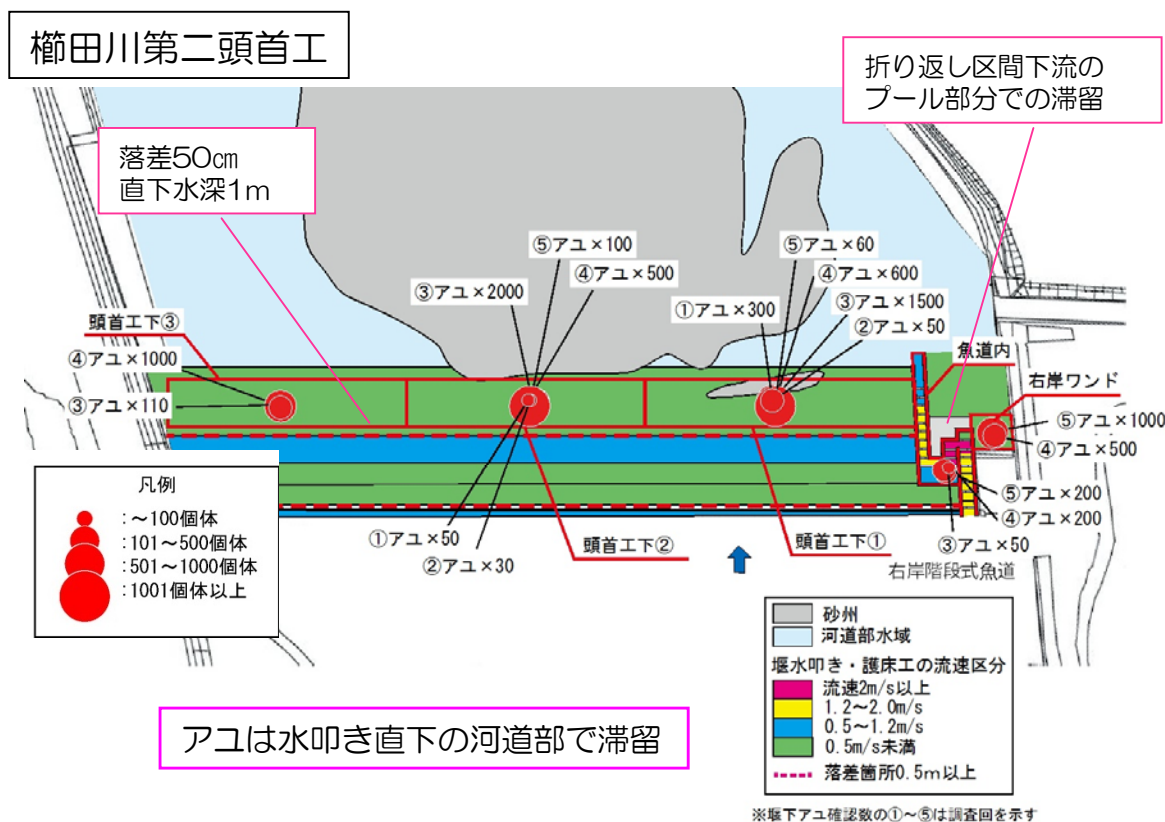 櫛田川第二頭首工
折り返し区間下流の
プール部分での滞留
落差50㎝
直下水深1m
⑤アユ×100
④アユ×500
③アユ×2000
⑤アユ×60
④アユ×600
③アユ×1500
①アユ×300
②アユ×50
頭首工下③
魚道内
④アユ×1000
右岸ワンド
③アユ×110
⑤アユ×1000
④アユ×500
凡例
:～100個体
:101～500個体
:501～1000個体
:1001個体以上
⑤アユ×200
④アユ×200
①アユ×50
②アユ×30
頭首工下②
頭首工下①
③アユ×50
右岸階段式魚道
砂州
河道部水域
堰水叩き・護床工の流速区分
流速2m/s以上
1.2～2.0m/s
0.5～1.2m/s
0.5m/s未満
落差箇所0.5m以上
アユは水叩き直下の河道部で滞留
※堰下アユ確認数の①～⑤は調査回を示す